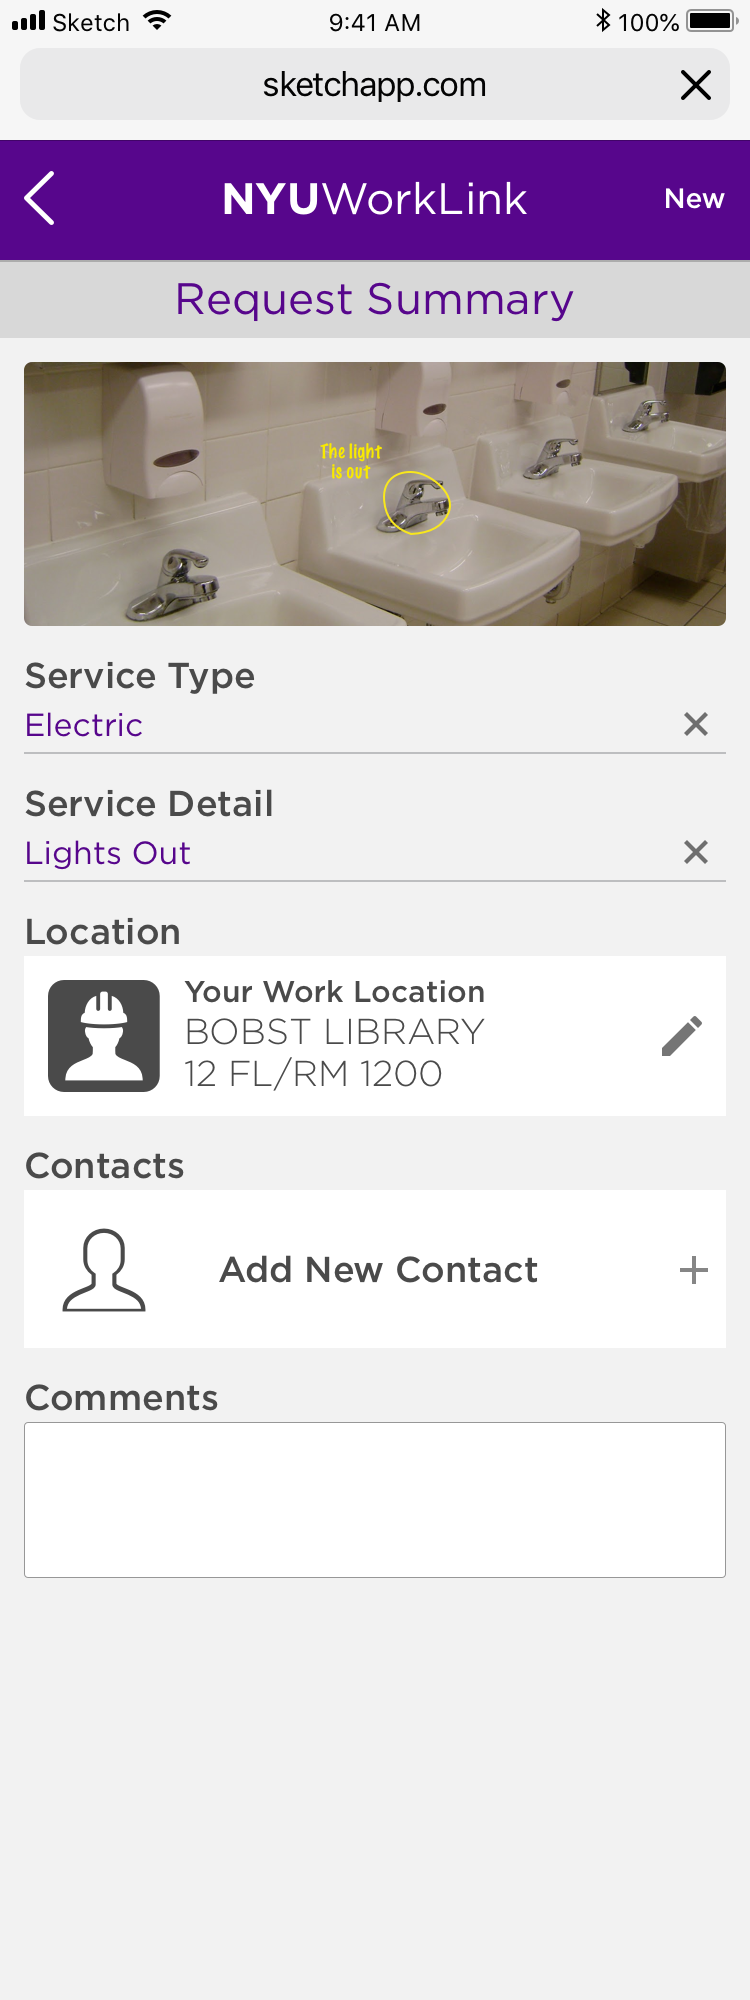 Sketch 9:41 AM 100%
sketchapp.com
NYUWorkLink New
Request Summary
The light
is out
Service Type
Electric
Service Detail
Lights Out
Location
Your Work Location
BOBST LIBRARY
12 FL/RM 1200
Contacts
Add New Contact
Comments